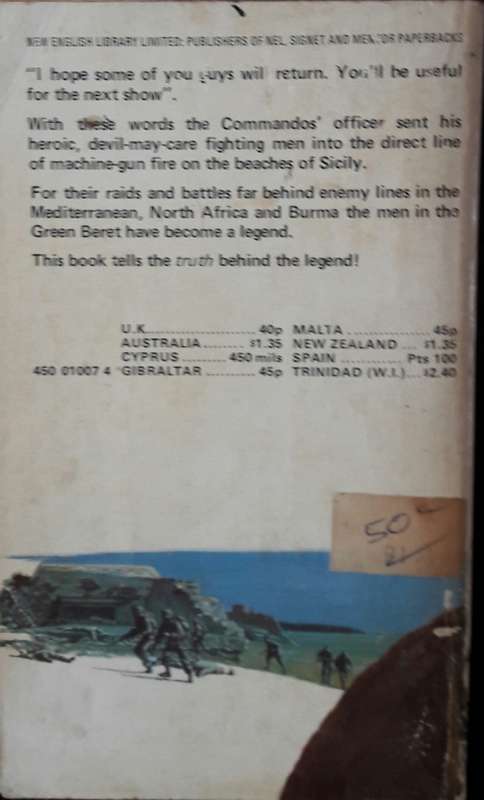 NEW ENGLISH LIBRARY LIMITED: PUBLISHERS OF NEL, SIGNET AND MENTOR PAPERBACKS
"I hope some of you guys will return. You'll be useful
for the next show".
With these words the Commandos' officer sent his
heroic, devil-may-care fighting men into the direct line
of machine-gun fire on the beaches of Sicily.
For their raids and battles far behind enemy lines in the
Mediterranean, North Africa and Burma the men in the
Green Beret have become a legend.
This book tells the truth behind the legend!
U.K. .................... 40p MALTA ................ 45p
AUSTRALIA ......... $1.35 NEW ZEALAND .... $1.35
CYPRUS .......... 450 mils SPAIN ............ Pts 100
450 01007 4 *GIBRALTAR ........... 45p TRINIDAD (W.I.)... $2.40
50